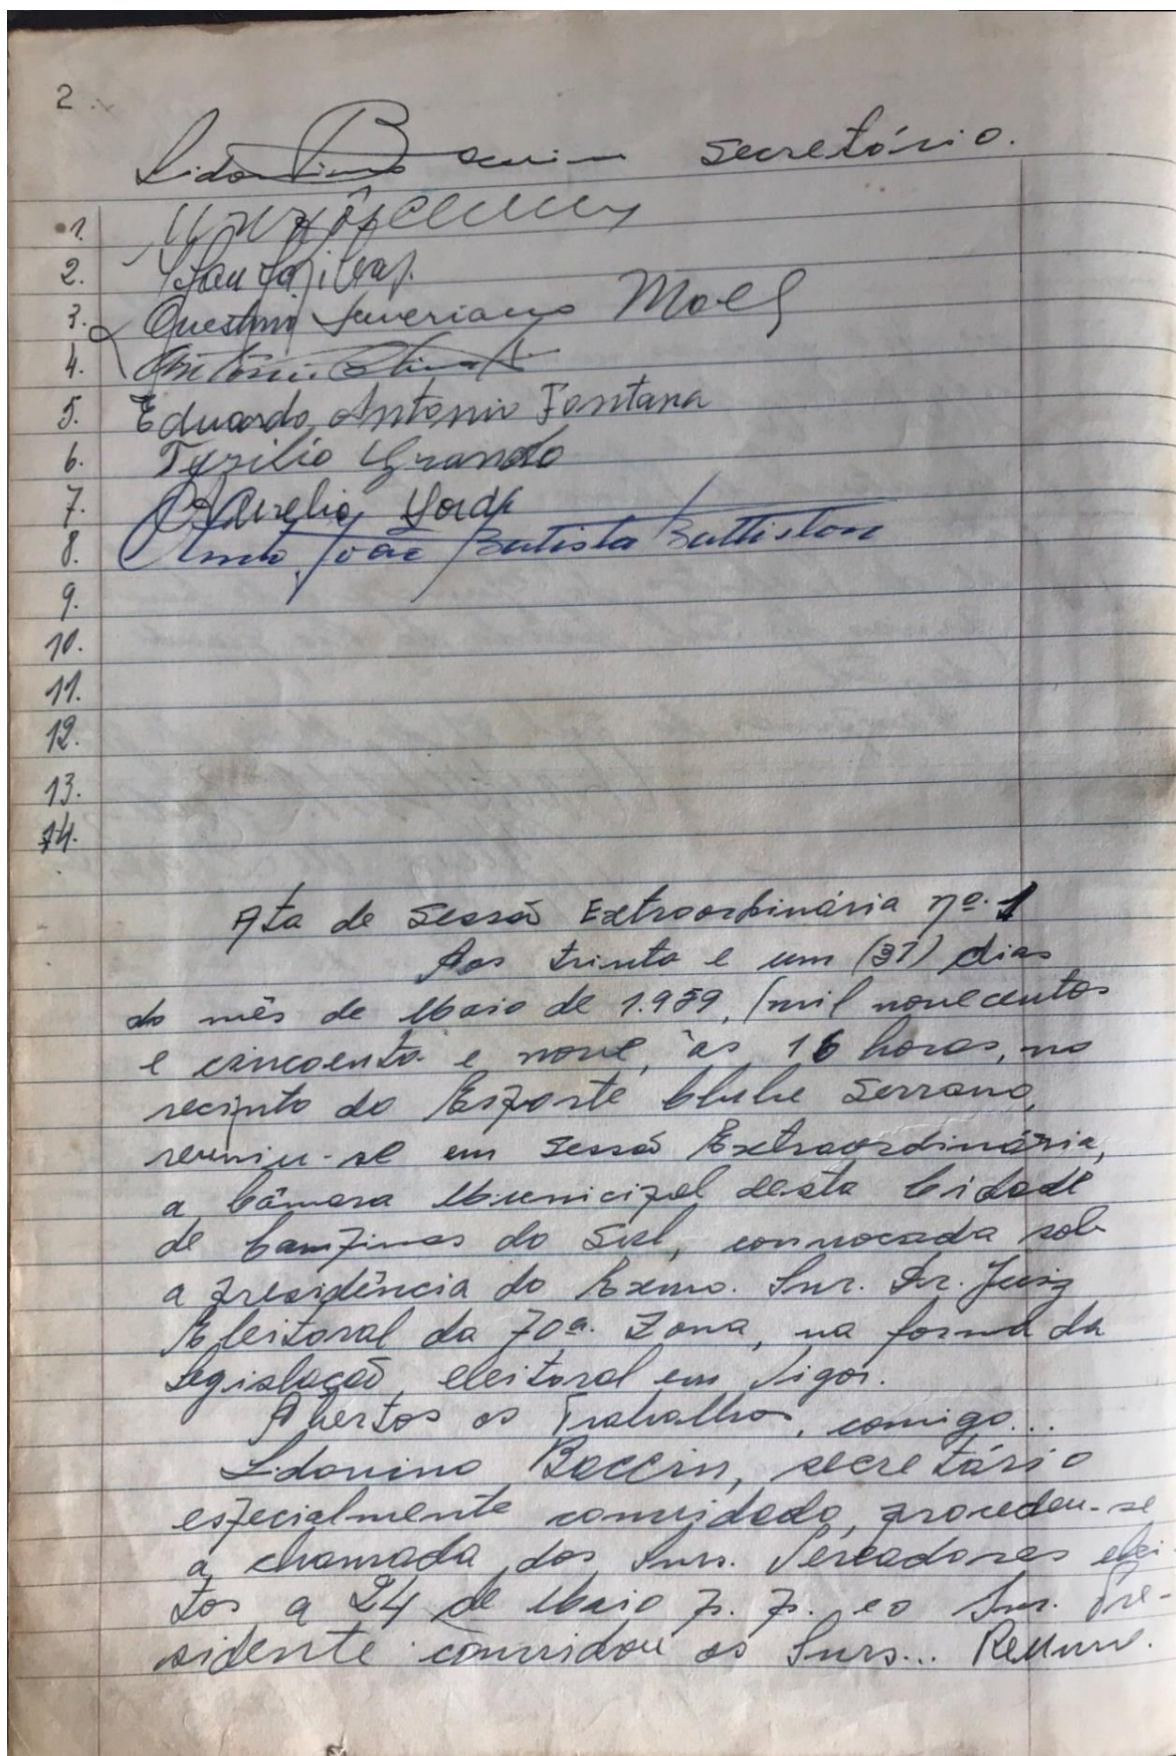 2
secretário.
1.
2.
3. Severiano Moel
4. Antônio
5. Eduardo Antonio Fontana
6. Tyrilio Grando
7. Aurelio
8. João Batista Battiston
9.
10.
11.
12.
13.
14.
Ata de Sessão Extraordinária nº. 1
Aos trinta e um (31) dias
do mês de Maio de 1.959, (mil novecentos
e cincoenta e nove, às 16 horas, no
recinto do Esporte Clube Serrano,
reuniu-se em Sessão Extraordinária,
a Câmara Municipal desta Cidade
de Campinas do Sul, convocada sob
a presidência do Exmo. Snr. Dr. Juiz
Eleitoral da 70ª. Zona, na forma da
legislação, eleitoral em Vigor.
Abertos os Trabalhos, comigo...
Lidovino Boccin, secretário
especialmente convidado, procedeu-se
a chamada dos Snrs. Vereadores elei-
tos a 24 de Maio p. p. e o Snr. Pre-
sidente convidou os Snrs...